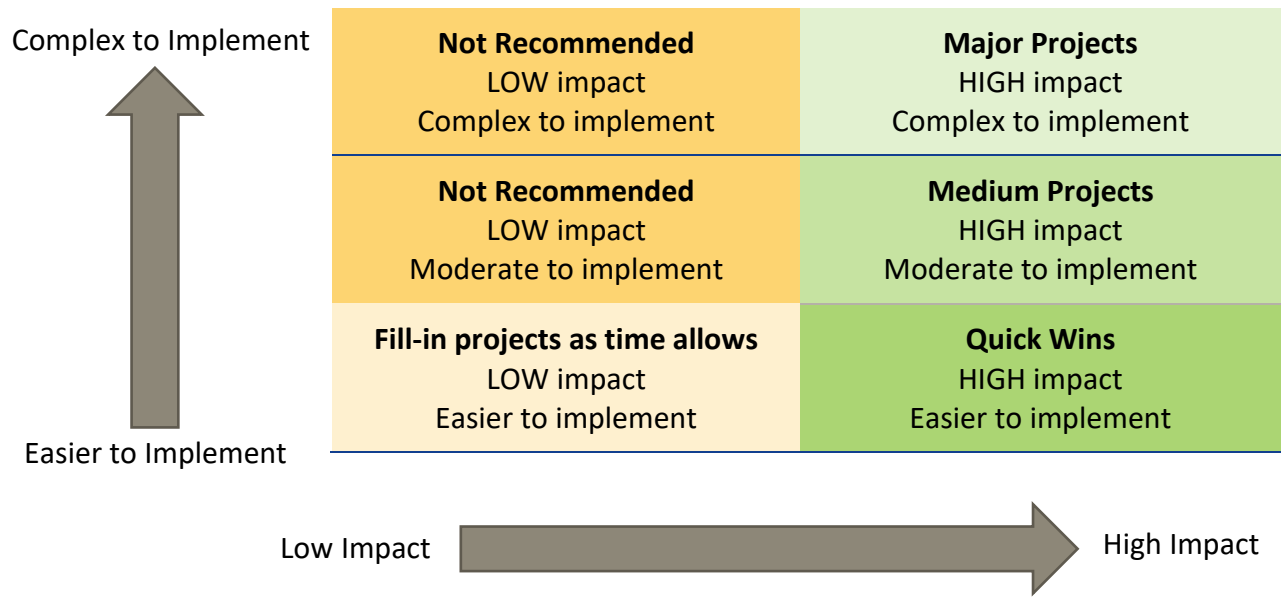 Complex to Implement
Not Recommended
LOW impact
Complex to implement
Major Projects
HIGH impact
Complex to implement
Not Recommended
LOW impact
Moderate to implement
Medium Projects
HIGH impact
Moderate to implement
Fill-in projects as time allows
LOW impact
Easier to implement
Quick Wins
HIGH impact
Easier to implement
Easier to Implement
Low Impact
High Impact